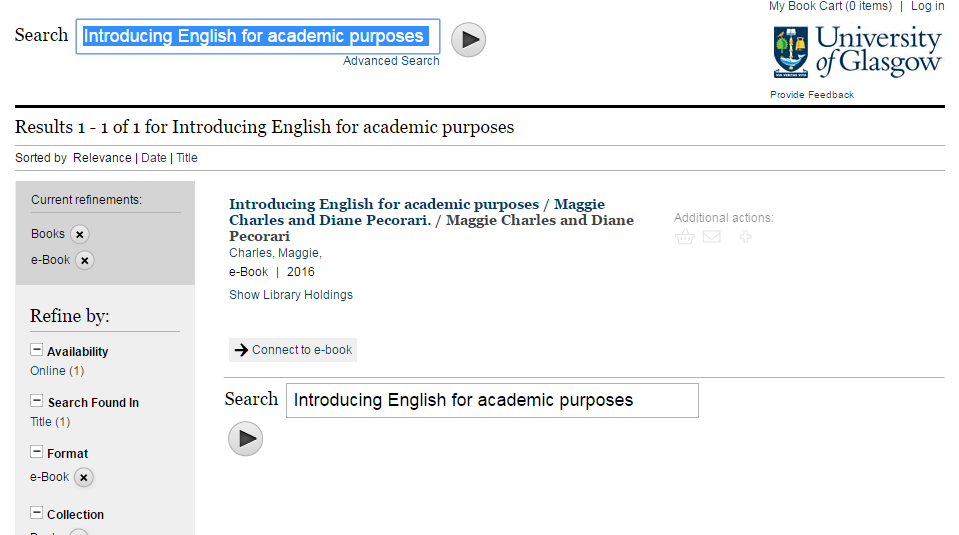 My Book Cart (0 items) | Log in
Search Introducing English for academic purposes
Advanced Search
University
of Glasgow
Provide Feedback
Results 1 - 1 of 1 for Introducing English for academic purposes
Sorted by Relevance | Date | Title
Current refinements:
Books
e-Book
Refine by:
Availability
Online (1)
Search Found In
Title (1)
Format
e-Book
Collection
Introducing English for academic purposes / Maggie
Charles and Diane Pecorari. / Maggie Charles and Diane
Pecorari
Charles, Maggie,
e-Book | 2016
Show Library Holdings
Additional actions:
Connect to e-book
Search Introducing English for academic purposes